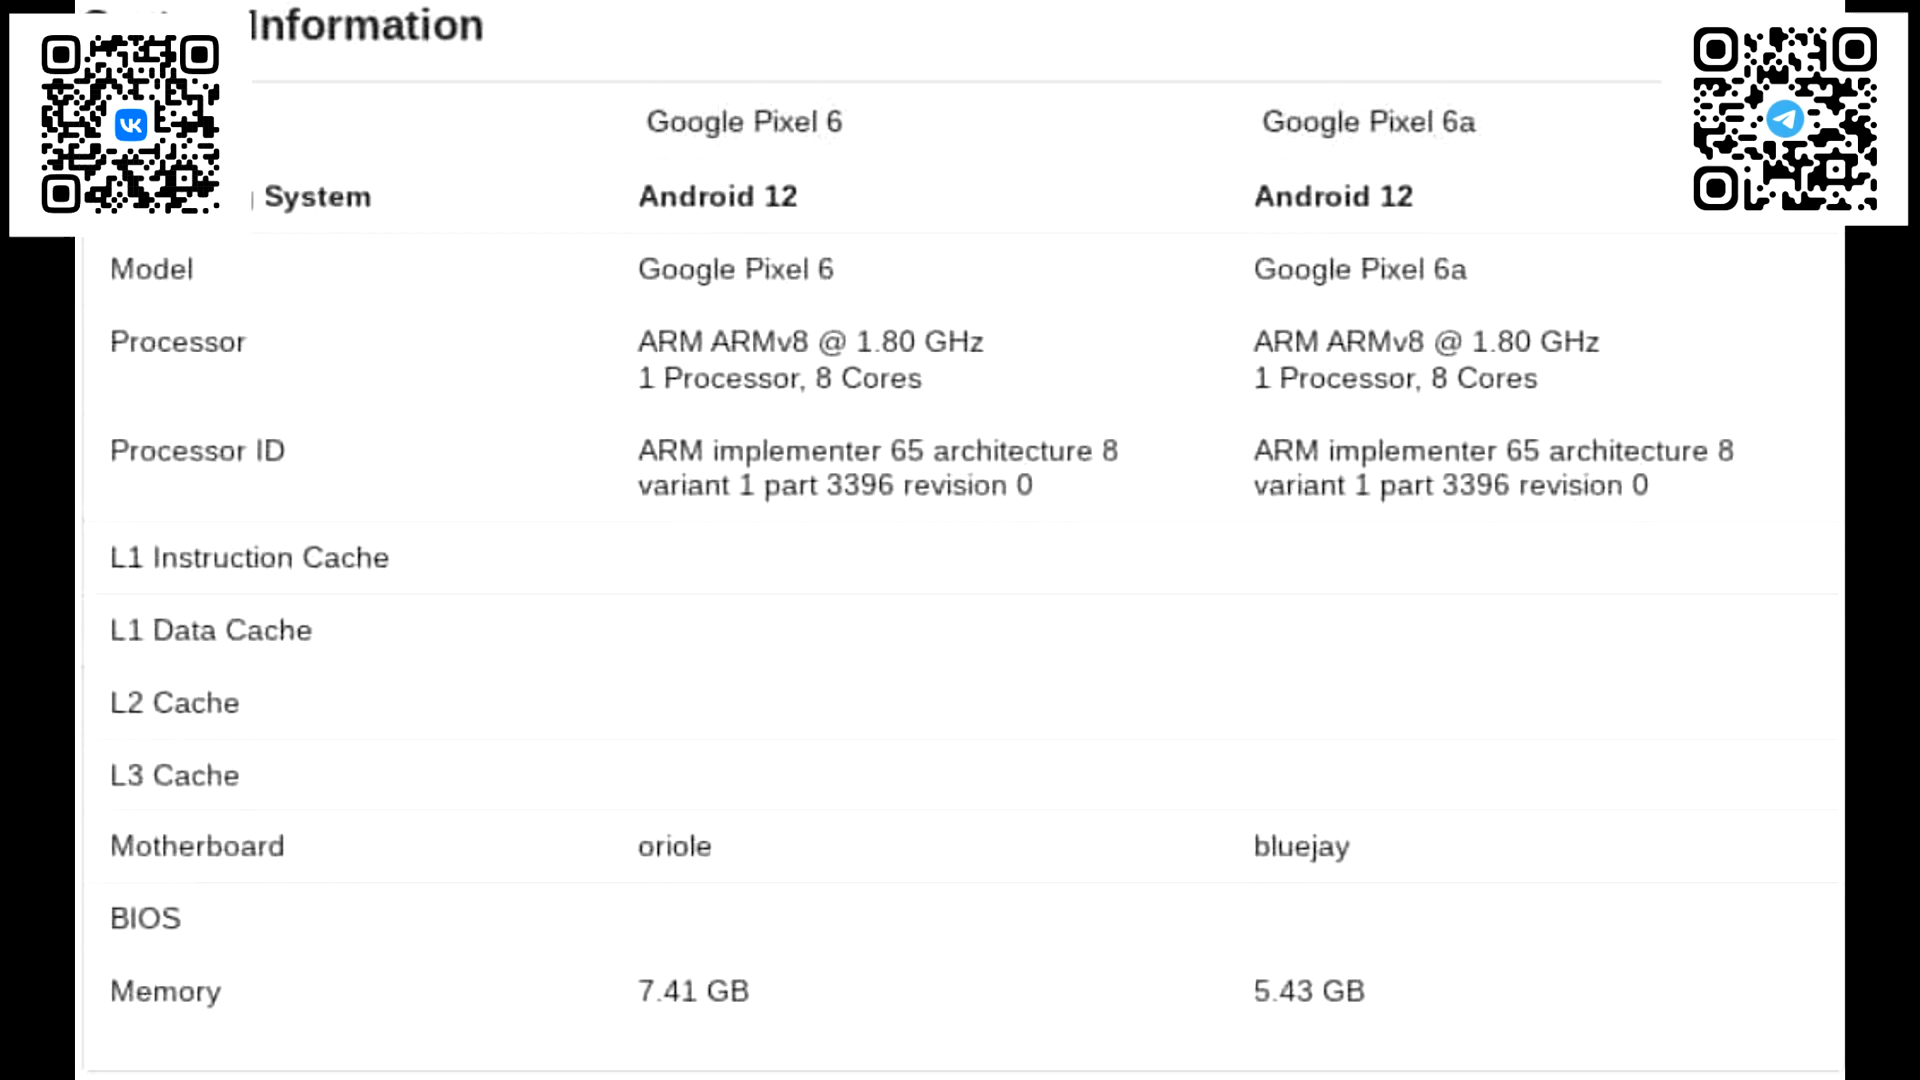 Information
Google Pixel 6 Google Pixel 6a
System Android 12 Android 12
Model Google Pixel 6 Google Pixel 6a
Processor ARM ARMv8 @ 1.80 GHz ARM ARMv8 @ 1.80 GHz
1 Processor, 8 Cores 1 Processor, 8 Cores
Processor ID ARM implementer 65 architecture 8 ARM implementer 65 architecture 8
variant 1 part 3396 revision 0 variant 1 part 3396 revision 0
L1 Instruction Cache
L1 Data Cache
L2 Cache
L3 Cache
Motherboard oriole bluejay
BIOS
Memory 7.41 GB 5.43 GB